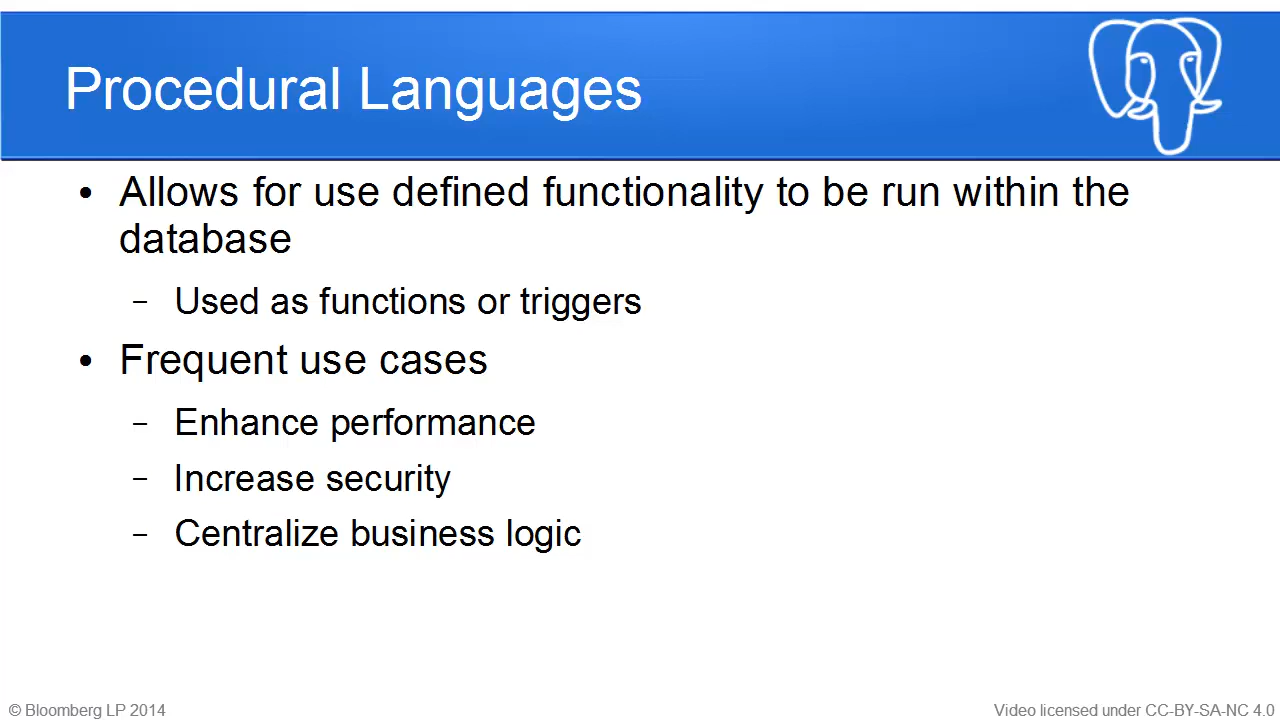 Procedural Languages
• Allows for use defined functionality to be run within the
database
– Used as functions or triggers
• Frequent use cases
– Enhance performance
– Increase security
– Centralize business logic
© Bloomberg LP 2014
Video licensed under CC-BY-SA-NC 4.0